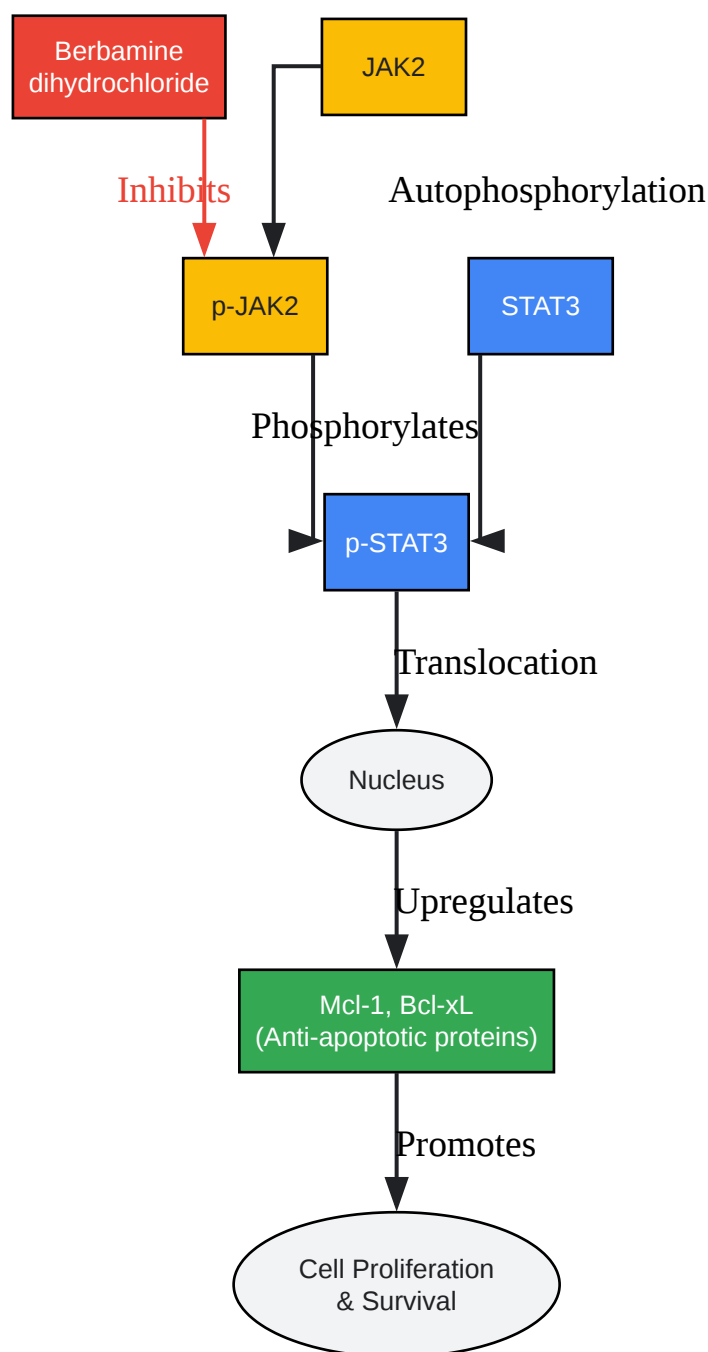 Berbamine
dihydrochloride
JAK2
Inhibits
Autophosphorylation
p-JAK2
STAT3
Phosphorylates
p-STAT3
Translocation
Nucleus
Upregulates
Mcl-1, Bcl-xL
(Anti-apoptotic proteins)
Promotes
Cell Proliferation
& Survival